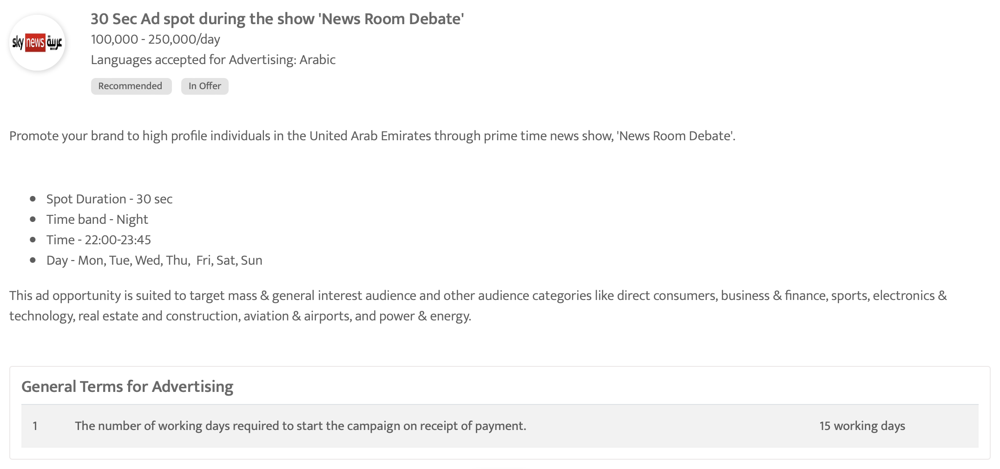 sky news عربية
30 Sec Ad spot during the show 'News Room Debate'
100,000 - 250,000/day
Languages accepted for Advertising: Arabic
Recommended
In Offer
Promote your brand to high profile individuals in the United Arab Emirates through prime time news show, 'News Room Debate'.
● Spot Duration - 30 sec
● Time band - Night
● Time - 22:00-23:45
● Day - Mon, Tue, Wed, Thu,  Fri, Sat, Sun
This ad opportunity is suited to target mass & general interest audience and other audience categories like direct consumers, business & finance, sports, electronics &
technology, real estate and construction, aviation & airports, and power & energy.
General Terms for Advertising
1 The number of working days required to start the campaign on receipt of payment. 15 working days